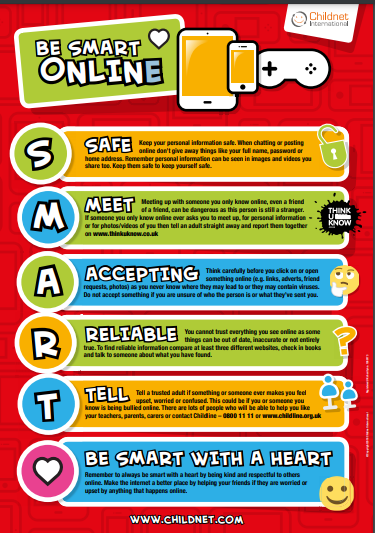 Childnet
International
BE SMART
ONLINE
S
SAFE Keep your personal information safe. When chatting or posting
online don't give away things like your full name, password or
home address. Remember personal information can be seen in images and videos you
share too. Keep them safe to keep yourself safe.
M
MEET Meeting up with someone you only know online, even a friend
of a friend, can be dangerous as this person is still a stranger.
If someone you only know online ever asks you to meet up, for personal information
or for photos/videos of you then tell an adult straight away and report them together
on www.thinkuknow.co.uk
THINK
U
KNOW
A
ACCEPTING Think carefully before you click on or open
something online (e.g. links, adverts, friend
requests, photos) as you never know where they may lead to or they may contain viruses.
Do not accept something if you are unsure of who the person is or what they've sent you.
R
RELIABLE You cannot trust everything you see online as some
things can be out of date, inaccurate or not entirely
true. To find reliable information compare at least three different websites, check in books
and talk to someone about what you have found.
?
T
TELL Tell a trusted adult if something or someone ever makes you feel
upset, worried or confused. This could be if you or someone you
know is being bullied online. There are lots of people who will be able to help you like
your teachers, parents, carers or contact Childline – 0800 11 11 or www.childline.org.uk
BE SMART WITH A HEART
Remember to always be smart with a heart by being kind and respectful to others
online. Make the internet a better place by helping your friends if they are worried or
upset by anything that happens online.
WWW.CHILDNET.COM